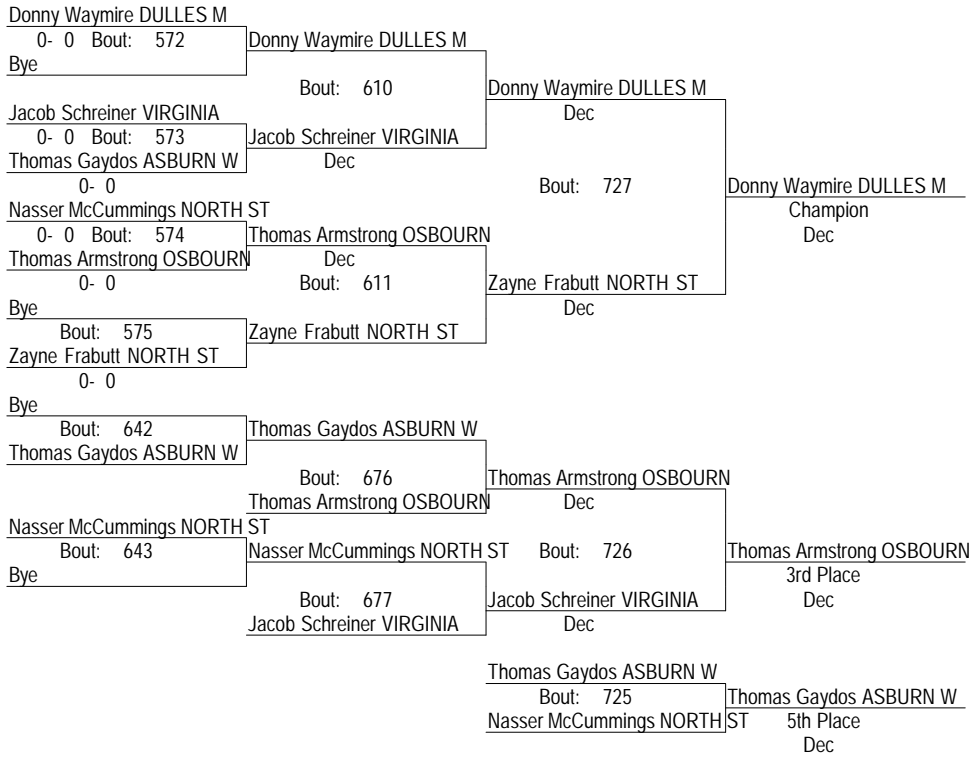 Donny Waymire DULLES M
0- 0 Bout: 572 Donny Waymire DULLES M
Bye
Bout: 610 Donny Waymire DULLES M
Jacob Schreiner VIRGINIA Dec
0- 0 Bout: 573 Jacob Schreiner VIRGINIA
Thomas Gaydos ASBURN W Dec
0- 0 Bout: 727 Donny Waymire DULLES M
Nasser McCummings NORTH ST Champion
0- 0 Bout: 574 Thomas Armstrong OSBOURN Dec
Thomas Armstrong OSBOURN Dec
0- 0 Bout: 611 Zayne Frabutt NORTH ST
Bye Dec
Bout: 575 Zayne Frabutt NORTH ST
Zayne Frabutt NORTH ST
0- 0
Bye
Bout: 642 Thomas Gaydos ASBURN W
Thomas Gaydos ASBURN W
Bout: 676 Thomas Armstrong OSBOURN
Thomas Armstrong OSBOURN Dec
Nasser McCummings NORTH ST
Bout: 643 Nasser McCummings NORTH ST Bout: 726 Thomas Armstrong OSBOURN
Bye 3rd Place
Bout: 677 Jacob Schreiner VIRGINIA Dec
Jacob Schreiner VIRGINIA Dec
Thomas Gaydos ASBURN W
Bout: 725 Thomas Gaydos ASBURN W
Nasser McCummings NORTH ST 5th Place
Dec